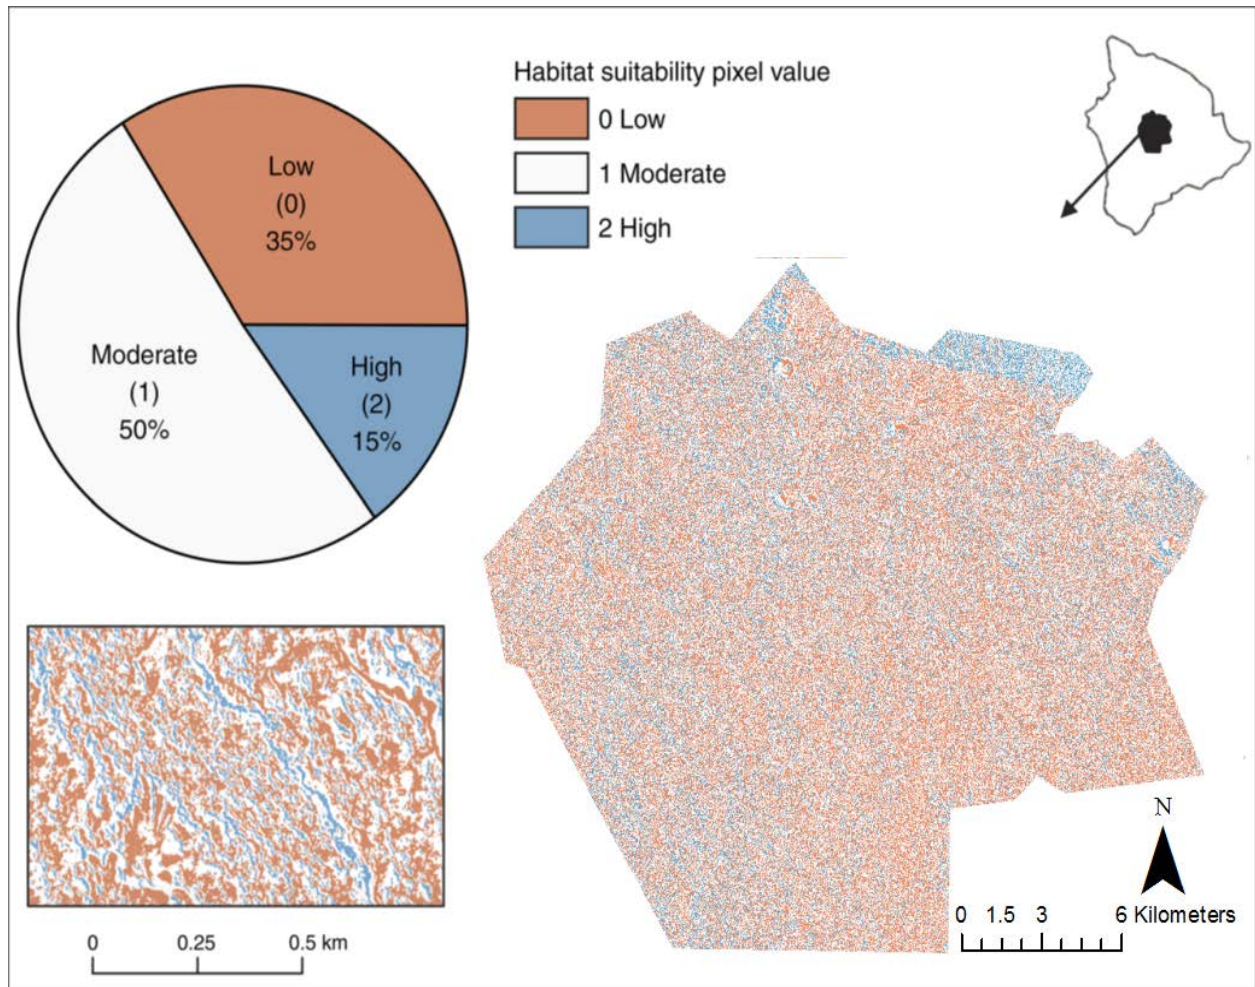 Habitat suitability pixel value
0 Low
1 Moderate
2 High
Low
(0)
35%
Moderate
(1)
50%
High
(2)
15%
N
0 1.5 3 6 Kilometers
0 0.25 0.5 km